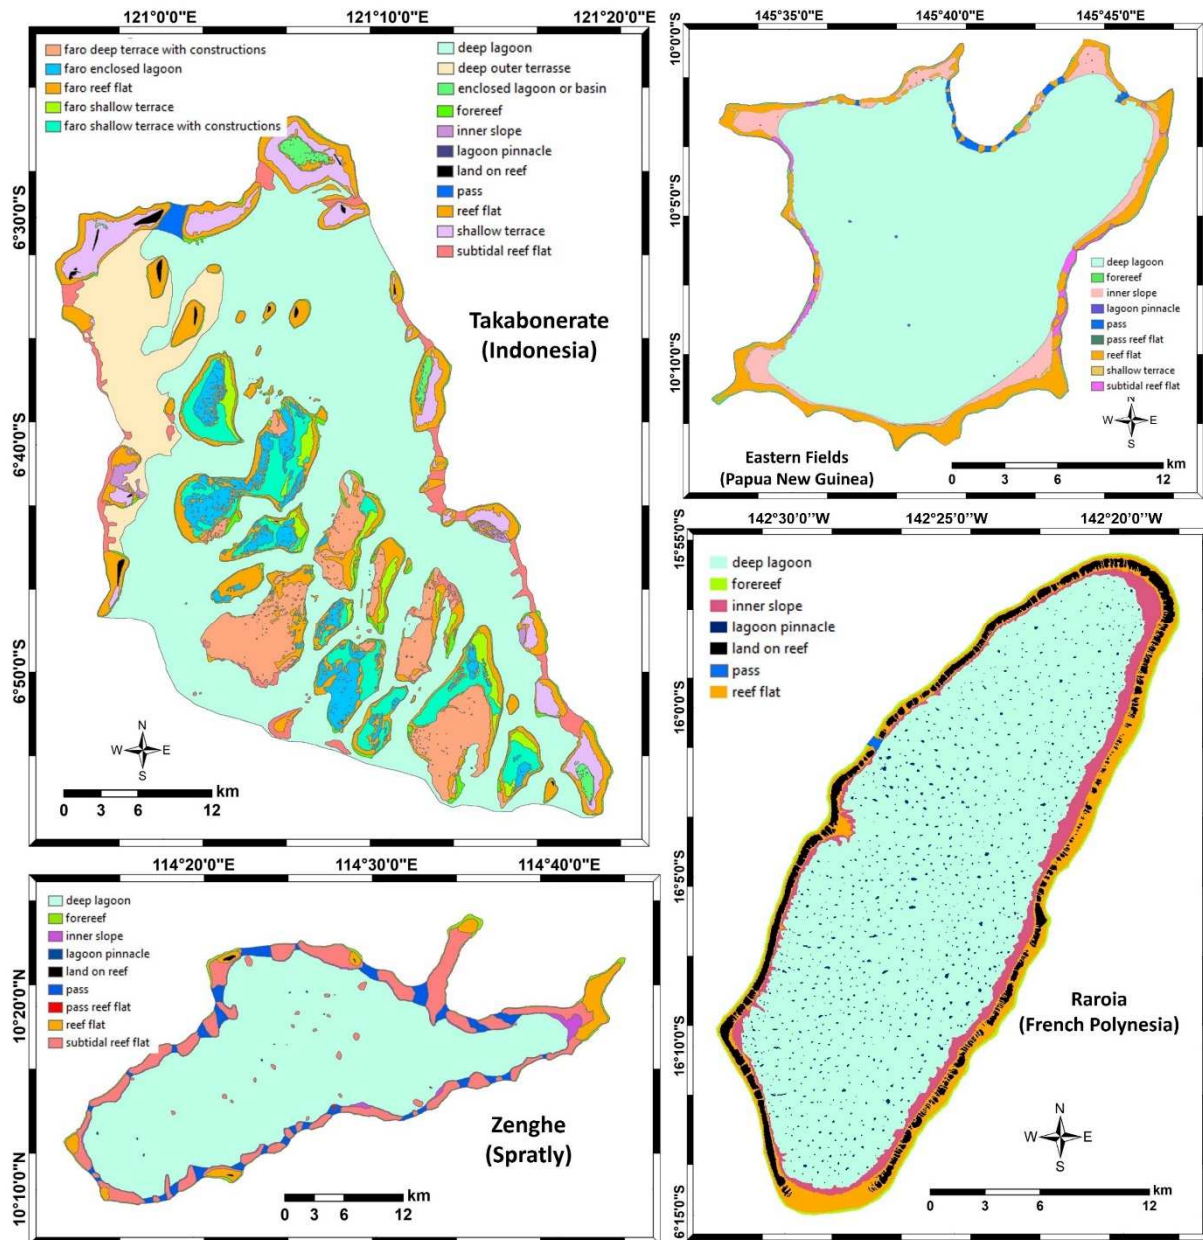 121°0'0"E 121°10'0"E 121°20'0"E
6°30'0"S
6°40'0"S
6°50'0"S
faro deep terrace with constructions
faro enclosed lagoon
faro reef flat
faro shallow terrace
faro shallow terrace with constructions
deep lagoon
deep outer terrasse
enclosed lagoon or basin
forereef
inner slope
lagoon pinnacle
land on reef
pass
reef flat
shallow terrace
subtidal reef flat
Takabonerate
(Indonesia)
N
W E
S
0 3 6 12 km
145°35'0"E 145°40'0"E 145°45'0"E
10°0'0"S
10°5'0"S
10°10'0"S
deep lagoon
forereef
inner slope
lagoon pinnacle
pass
pass reef flat
reef flat
shallow terrace
subtidal reef flat
N
W E
S
Eastern Fields
(Papua New Guinea)
km
0 3 6 12
114°20'0"E 114°30'0"E 114°40'0"E
10°20'0"N
10°10'0"N
deep lagoon
forereef
inner slope
lagoon pinnacle
land on reef
pass
pass reef flat
reef flat
subtidal reef flat
Zenghe
(Spratly)
km
0 3 6 12
142°30'0"W 142°25'0"W 142°20'0"W
15°55'0"S
16°0'0"S
16°5'0"S
16°10'0"S
16°15'0"S
deep lagoon
forereef
inner slope
lagoon pinnacle
land on reef
pass
reef flat
Raroia
(French Polynesia)
N
W E
S
km
0 3 6 12